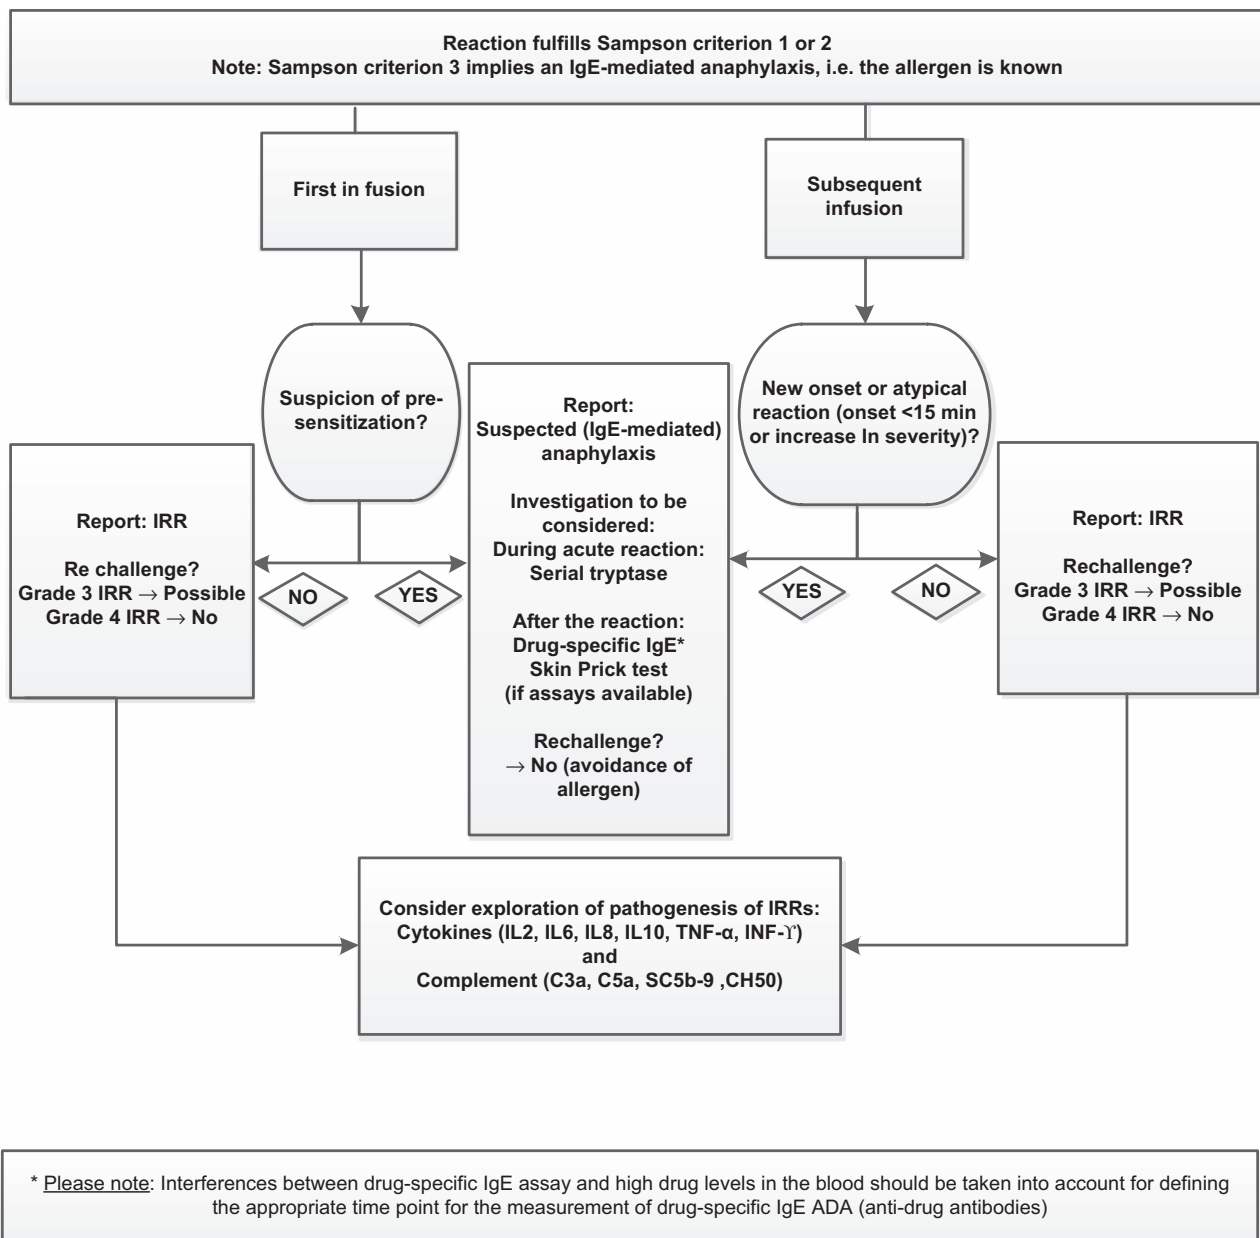 Reaction fulfills Sampson criterion 1 or 2
Note: Sampson criterion 3 implies an IgE-mediated anaphylaxis, i.e. the allergen is known
First in fusion
Subsequent
infusion
Suspicion of pre-
sensitization?
New onset or atypical
reaction (onset <15 min
or increase In severity)?
Report: IRR
Re challenge?
Grade 3 IRR → Possible
Grade 4 IRR → No
NO
YES
Report:
Suspected (IgE-mediated)
anaphylaxis
Investigation to be
considered:
During acute reaction:
Serial tryptase
After the reaction:
Drug-specific IgE*
Skin Prick test
(if assays available)
Rechallenge?
→ No (avoidance of
allergen)
YES
NO
Report: IRR
Rechallenge?
Grade 3 IRR → Possible
Grade 4 IRR → No
Consider exploration of pathogenesis of IRRs:
Cytokines (IL2, IL6, IL8, IL10, TNF-α, INF-ϒ)
and
Complement (C3a, C5a, SC5b-9 ,CH50)
* Please note: Interferences between drug-specific IgE assay and high drug levels in the blood should be taken into account for defining
the appropriate time point for the measurement of drug-specific IgE ADA (anti-drug antibodies)